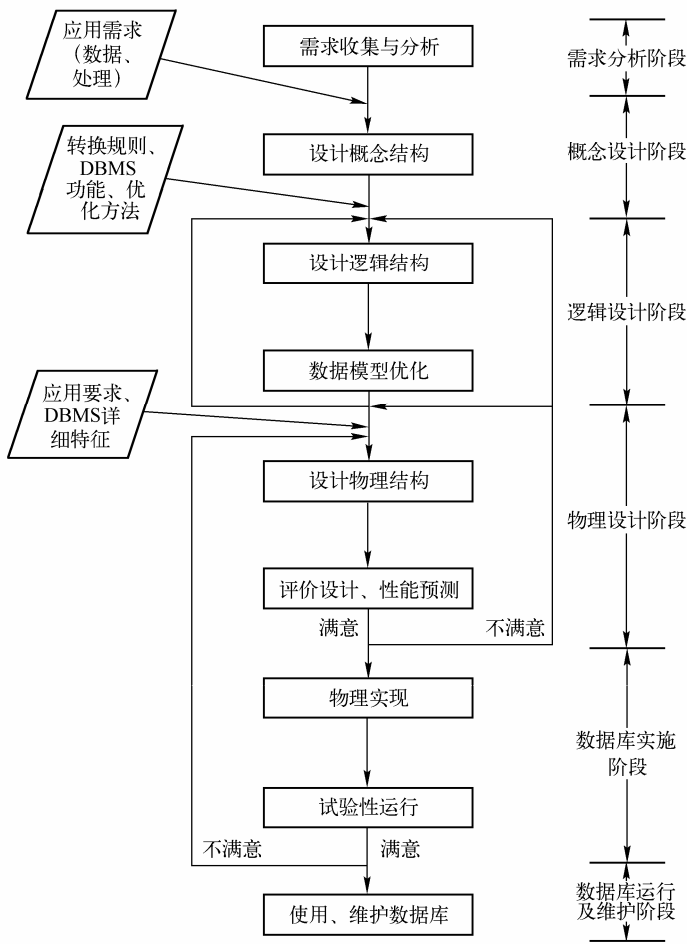 应用需求
（数据、
处理）
需求收集与分析
需求分析阶段
设计概念结构
概念设计阶段
转换规则、
DBMS
功能、优
化方法
设计逻辑结构
逻辑设计阶段
数据模型优化
应用要求、
DBMS详
细特征
设计物理结构
物理设计阶段
评价设计、性能预测
满意
不满意
物理实现
数据库实施
阶段
试验性运行
不满意
满意
使用、维护数据库
数据库运行
及维护阶段